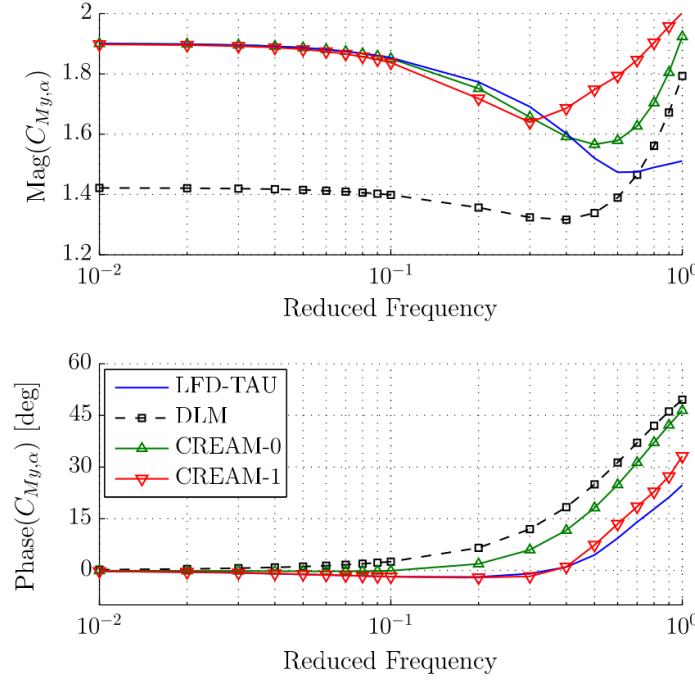 2
1.8
1.6
1.4
1.2
Mag(C_{My,α})
10^{-2}
10^{-1}
10^{0}
Reduced Frequency
60
45
30
15
0
Phase(C_{My,α}) [deg]
LFD-TAU
DLM
CREAM-0
CREAM-1
10^{-2}
10^{-1}
10^{0}
Reduced Frequency